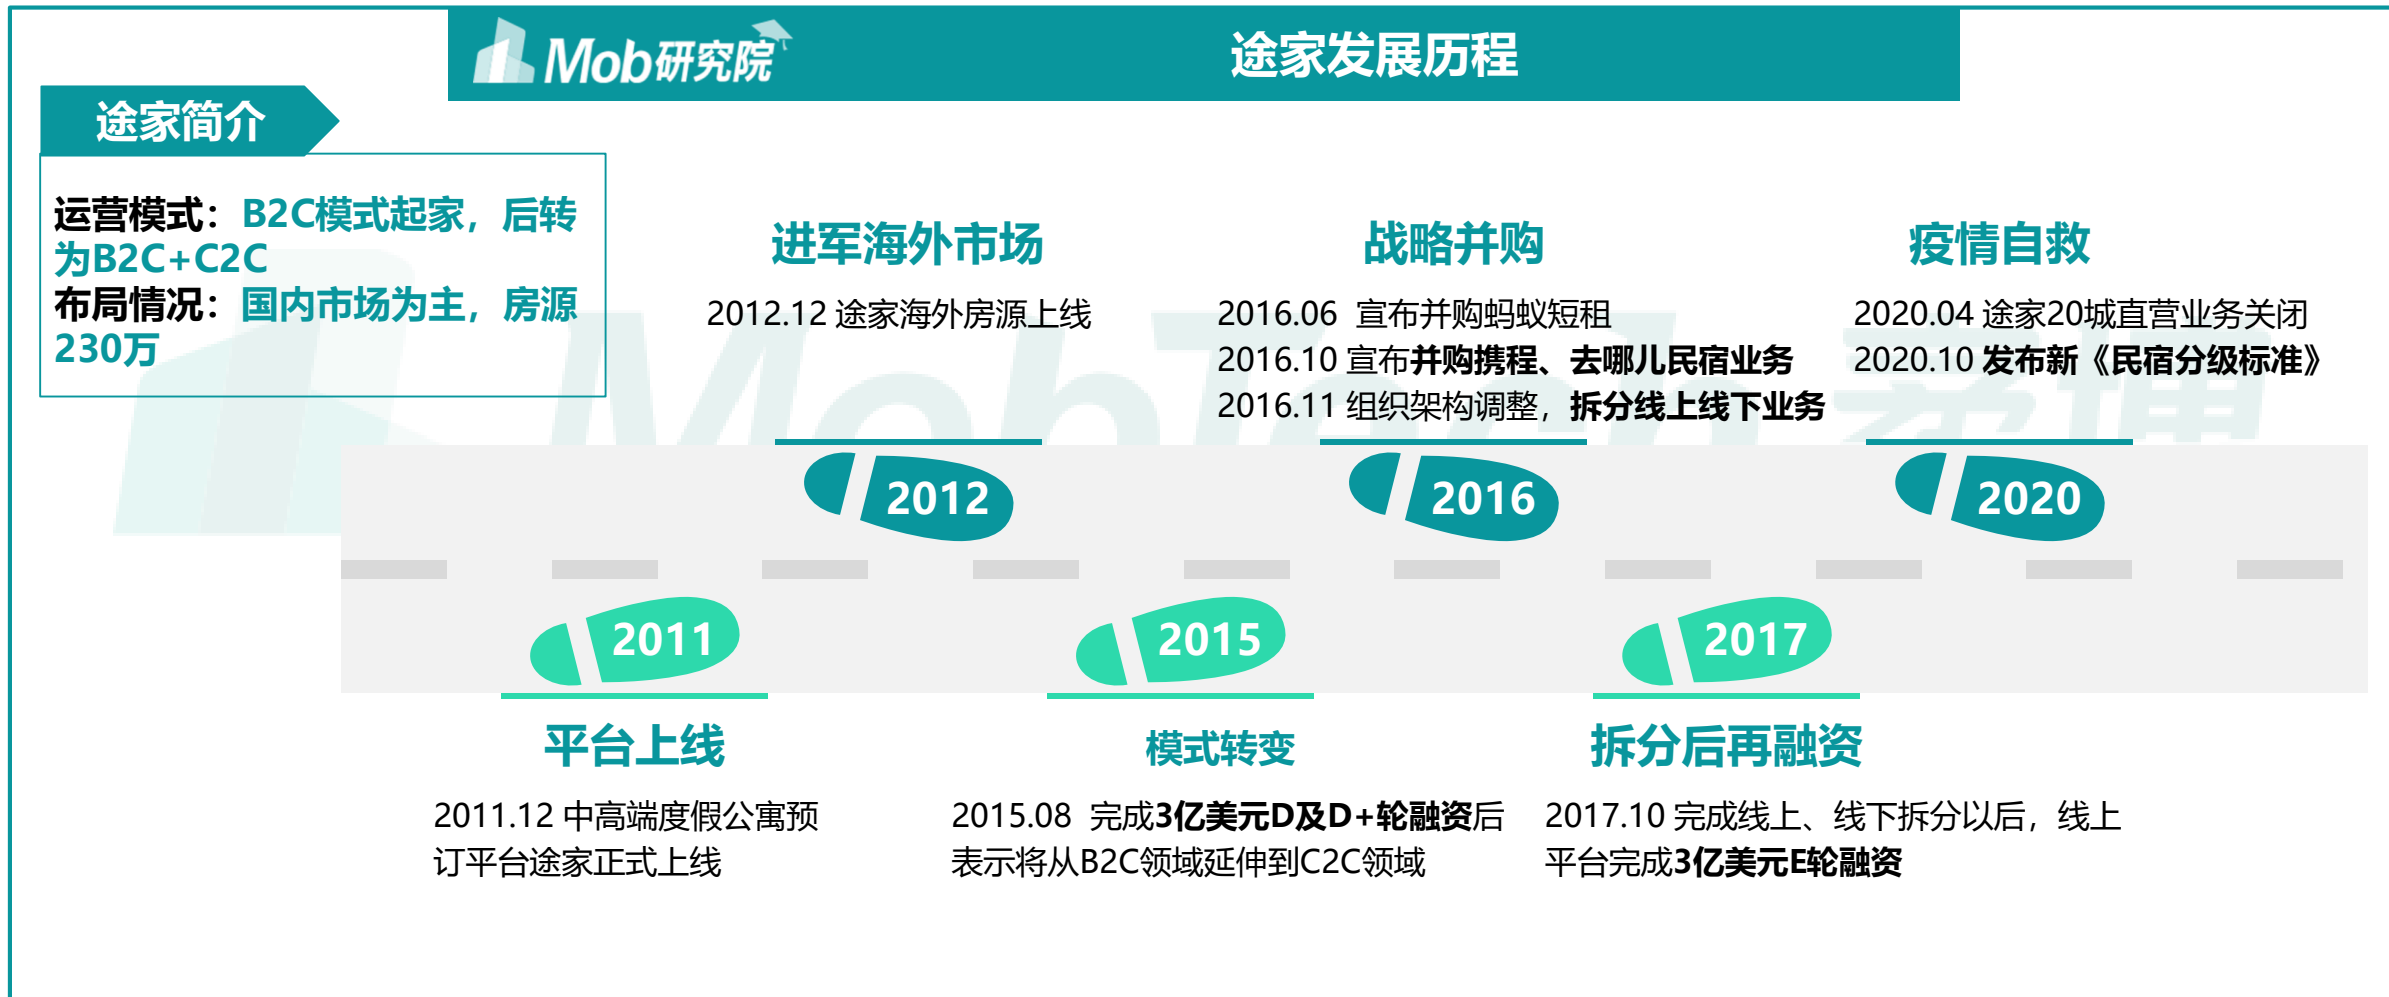 Mob研究院
途家发展历程
途家简介
运营模式：B2C模式起家，后转
为B2C+C2C
布局情况：国内市场为主，房源
230万
进军海外市场
2012.12 途家海外房源上线
战略并购
2016.06 宣布并购蚂蚁短租
2016.10 宣布并购携程、去哪儿民宿业务
2016.11 组织架构调整，拆分线上线下业务
疫情自救
2020.04 途家20城直营业务关闭
2020.10 发布新《民宿分级标准》
2012
2016
2020
2011
2015
2017
平台上线
2011.12 中高端度假公寓预
订平台途家正式上线
模式转变
2015.08 完成3亿美元D及D+轮融资后
表示将从B2C领域延伸到C2C领域
拆分后再融资
2017.10 完成线上、线下拆分以后，线上
平台完成3亿美元E轮融资
MobTech